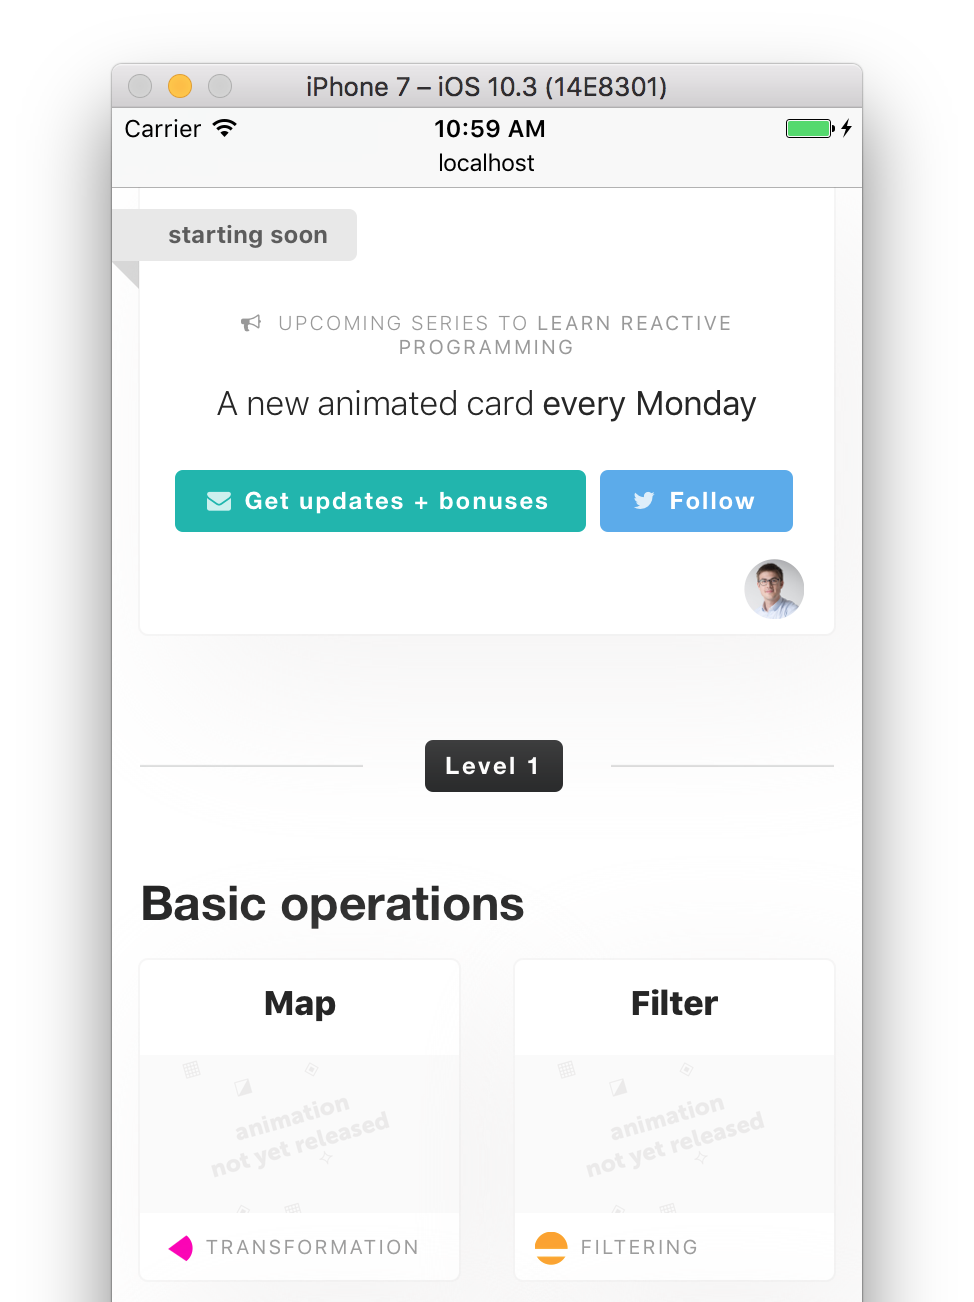 iPhone 7 – iOS 10.3 (14E8301)
Carrier 10:59 AM
localhost
starting soon
UPCOMING SERIES TO LEARN REACTIVE
PROGRAMMING
A new animated card every Monday
Get updates + bonuses Follow
Level 1
Basic operations
Map Filter
animation animation
not yet released not yet released
TRANSFORMATION FILTERING